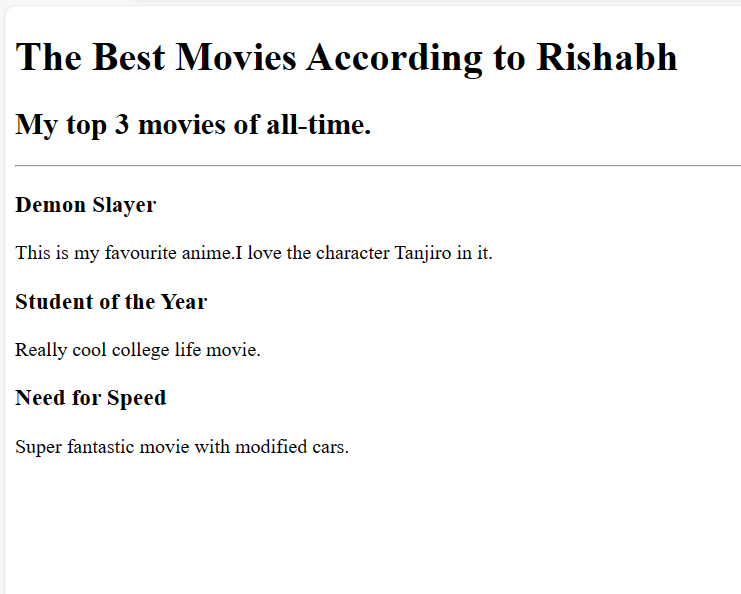 The Best Movies According to Rishabh
My top 3 movies of all-time.
Demon Slayer
This is my favourite anime.I love the character Tanjiro in it.
Student of the Year
Really cool college life movie.
Need for Speed
Super fantastic movie with modified cars.